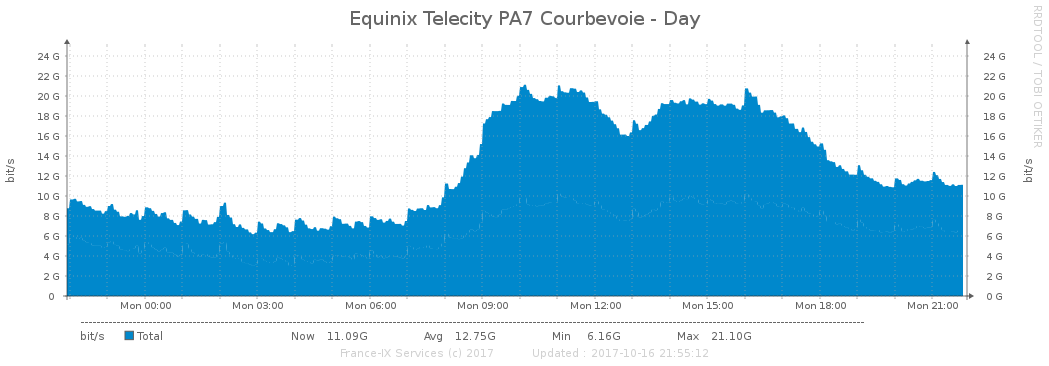 Equinix Telecity PA7 Courbevoie - Day
RRDTOOL / TOBI OETIKER
bit/s
24 G 24 G
22 G 22 G
20 G 20 G
18 G 18 G
16 G 16 G
14 G 14 G
12 G 12 G
10 G 10 G
8 G 8 G
6 G 6 G
4 G 4 G
2 G 2 G
0 0 G
bit/s
Mon 00:00 Mon 03:00 Mon 06:00 Mon 09:00 Mon 12:00 Mon 15:00 Mon 18:00 Mon 21:00
bit/s Total Now 11.09G Avg 12.75G Min 6.16G Max 21.10G
France-IX Services (c) 2017 Updated : 2017-10-16 21:55:12